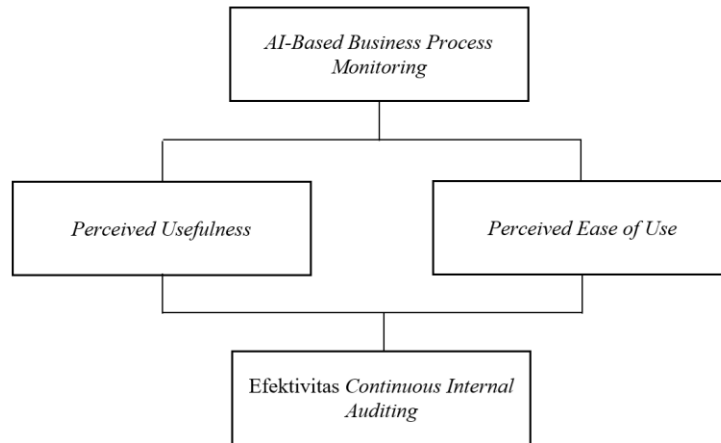 AI-Based Business Process
Monitoring
Perceived Usefulness
Perceived Ease of Use
Efektivitas Continuous Internal
Auditing